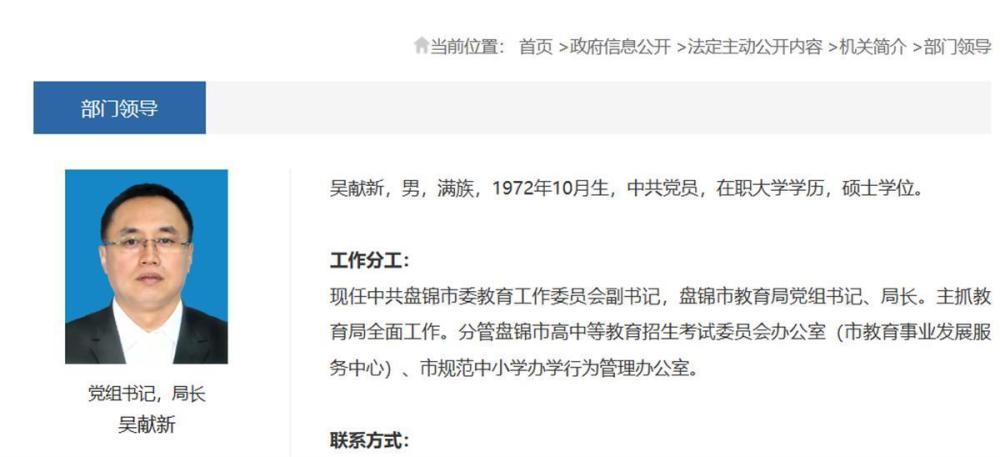 当前位置： 首页 >政府信息公开 >法定主动公开内容 >机关简介 >部门领导
部门领导
吴献新，男，满族，1972年10月生，中共党员，在职大学学历，硕士学位。
工作分工：
现任中共盘锦市委教育工作委员会副书记，盘锦市教育局党组书记、局长。主抓教
育局全面工作。分管盘锦市高中等教育招生考试委员会办公室（市教育事业发展服
务中心）、市规范中小学办学行为管理办公室。
党组书记，局长
吴献新
联系方式：